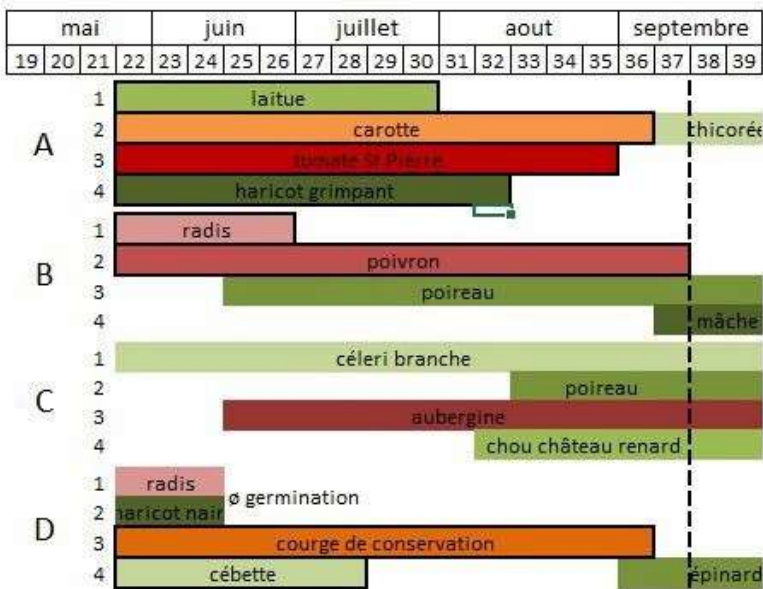 mai juin juillet aout septembre
19 20 21 22 23 24 25 26 27 28 29 30 31 32 33 34 35 36 37 38 39
A
1 laitue
2 carotte chicorée
3 tomate St Pierre
4 haricot grimpant
B
1 radis
2 poivron
3 poireau
4 mâche
C
1 céleri branche
2 poireau
3 aubergine
4 chou château renard
D
1 radis
ø germination
2 haricot nain
3 courge de conservation
4 cébette épinard